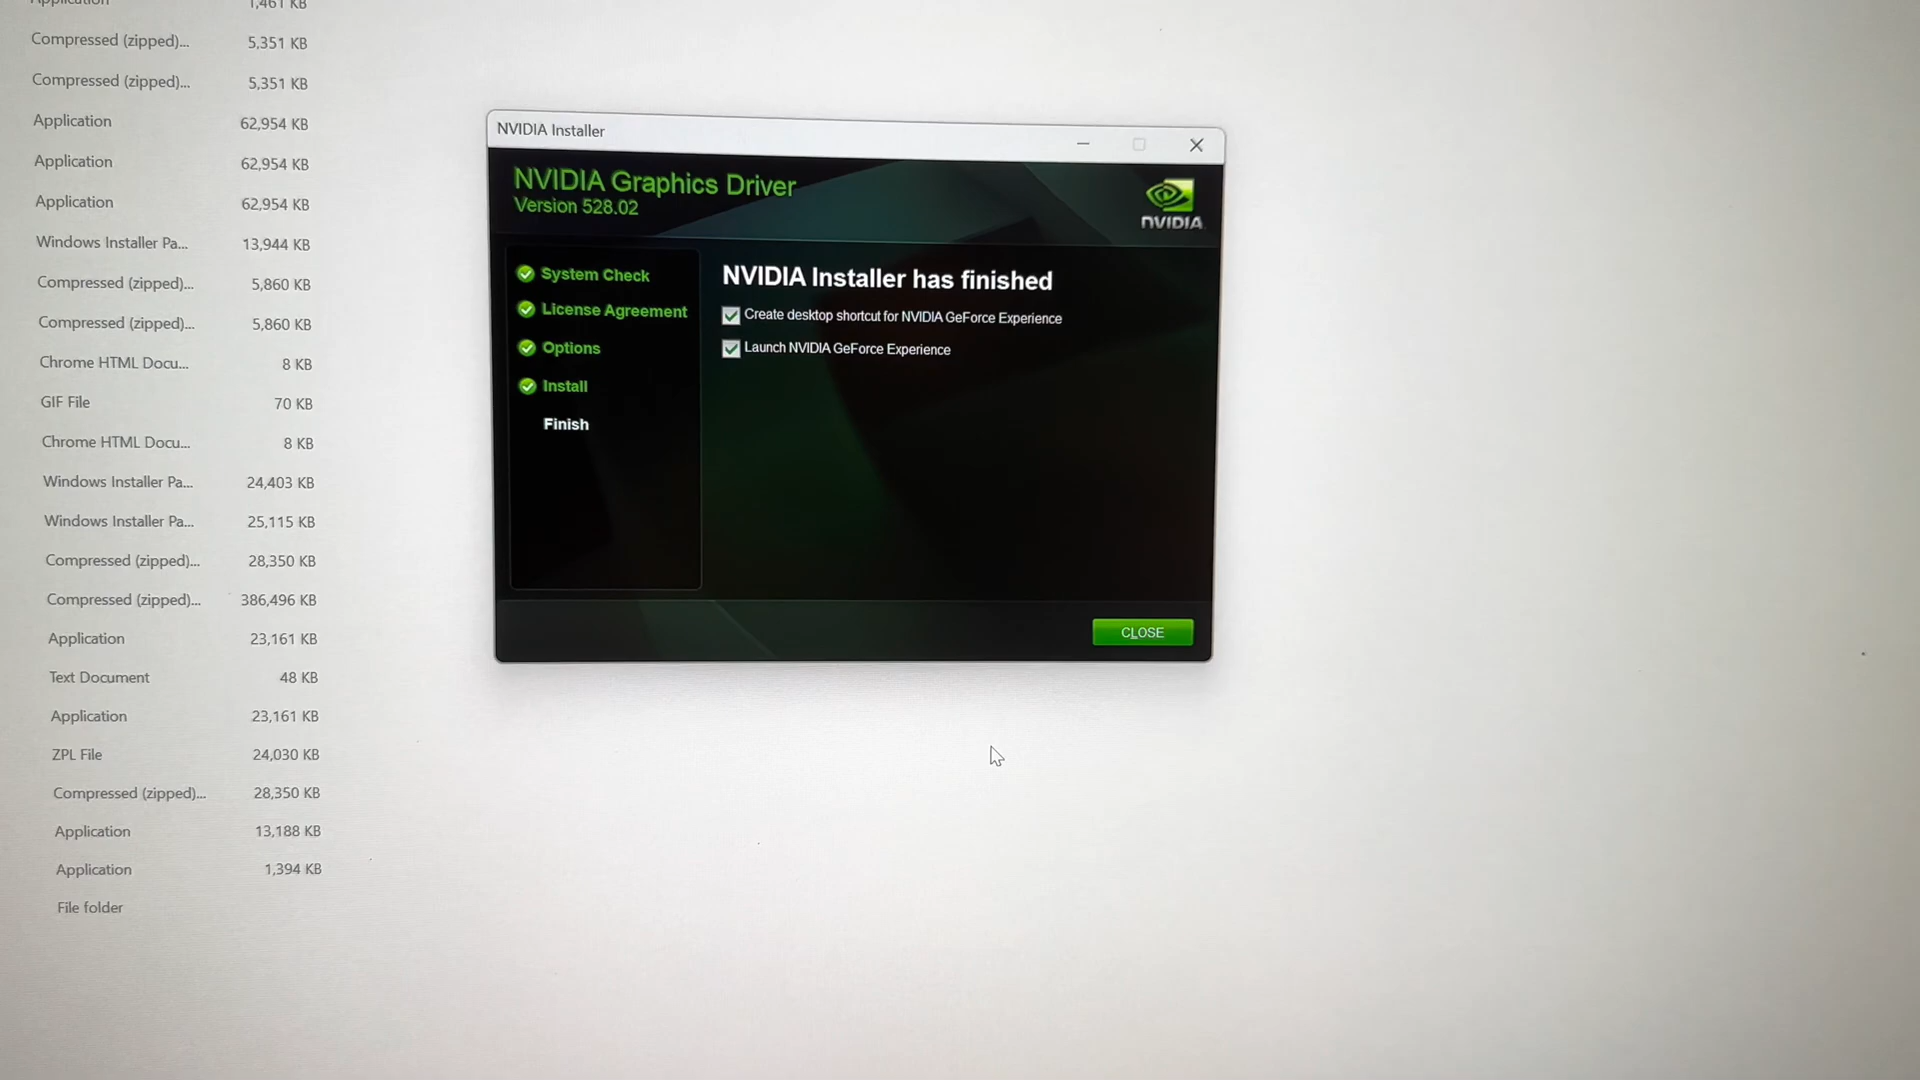 Application 1,461 KB
Compressed (zipped)... 5,351 KB
Compressed (zipped)... 5,351 KB
Application 62,954 KB
Application 62,954 KB
Application 62,954 KB
Windows Installer Pa... 13,944 KB
Compressed (zipped)... 5,860 KB
Compressed (zipped)... 5,860 KB
Chrome HTML Docu... 8 KB
GIF File 70 KB
Chrome HTML Docu... 8 KB
Windows Installer Pa... 24,403 KB
Windows Installer Pa... 25,115 KB
Compressed (zipped)... 28,350 KB
Compressed (zipped)... 386,496 KB
Application 23,161 KB
Text Document 48 KB
Application 23,161 KB
ZPL File 24,030 KB
Compressed (zipped)... 28,350 KB
Application 13,188 KB
Application 1,394 KB
File folder
NVIDIA Installer
NVIDIA Graphics Driver
Version 528.02
NVIDIA
System Check
License Agreement
Options
Install
Finish
NVIDIA Installer has finished
Create desktop shortcut for NVIDIA GeForce Experience
Launch NVIDIA GeForce Experience
CLOSE